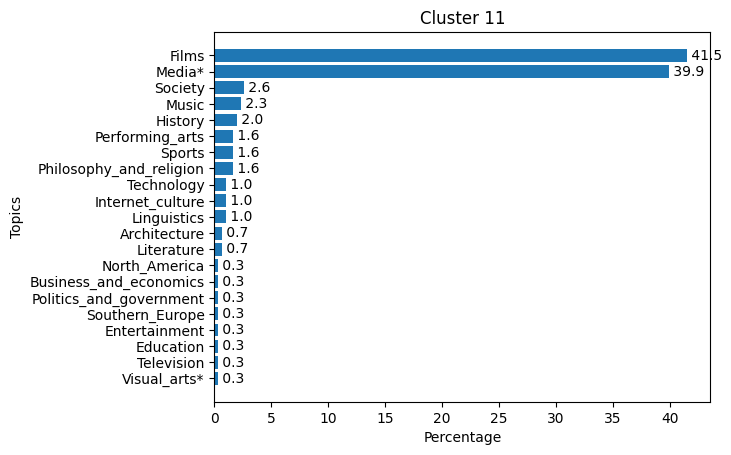 Cluster 11
Films 41.5
Media* 39.9
Society 2.6
Music 2.3
History 2.0
Performing_arts 1.6
Sports 1.6
Philosophy_and_religion 1.6
Technology 1.0
Internet_culture 1.0
Linguistics 1.0
Architecture 0.7
Literature 0.7
North_America 0.3
Business_and_economics 0.3
Politics_and_government 0.3
Southern_Europe 0.3
Entertainment 0.3
Education 0.3
Television 0.3
Visual_arts* 0.3
Topics
0 5 10 15 20 25 30 35 40
Percentage